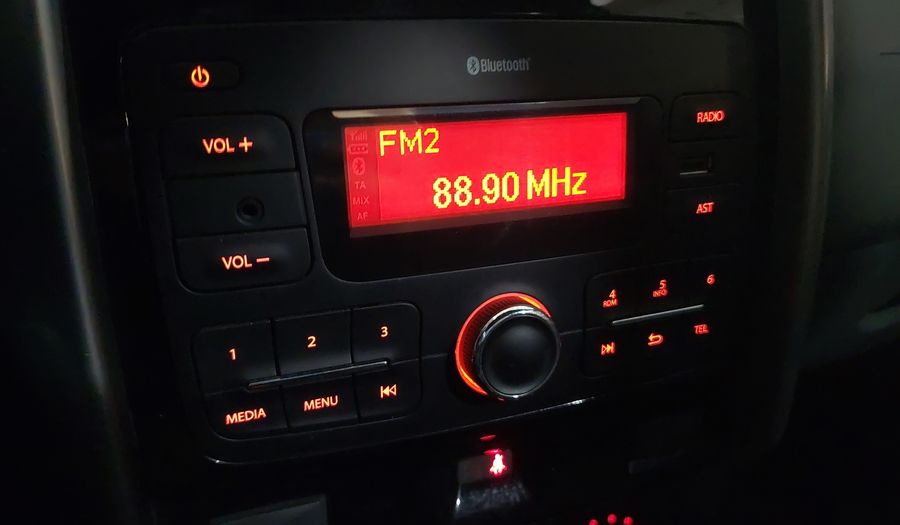 Bluetooth
RADIO
FM2
VOL +
TA
88.90 MHz
MIX
AST
AF
VOL −
4
RDM
5
INFO
6
1
2
3
TEL
MEDIA
MENU